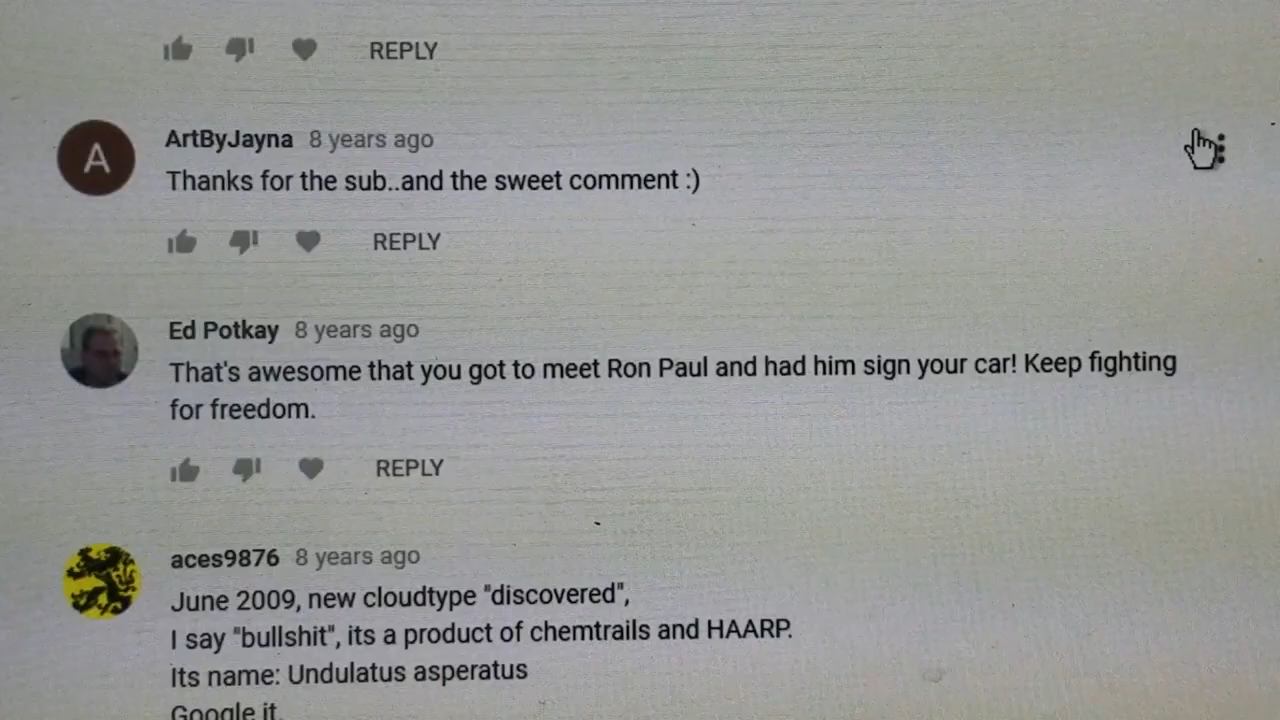 REPLY
A
ArtByJayna 8 years ago
Thanks for the sub..and the sweet comment :)
REPLY
Ed Potkay 8 years ago
That's awesome that you got to meet Ron Paul and had him sign your car! Keep fighting
for freedom.
REPLY
aces9876 8 years ago
June 2009, new cloudtype "discovered",
I say "bullshit", its a product of chemtrails and HAARP.
Its name: Undulatus asperatus
Google it.